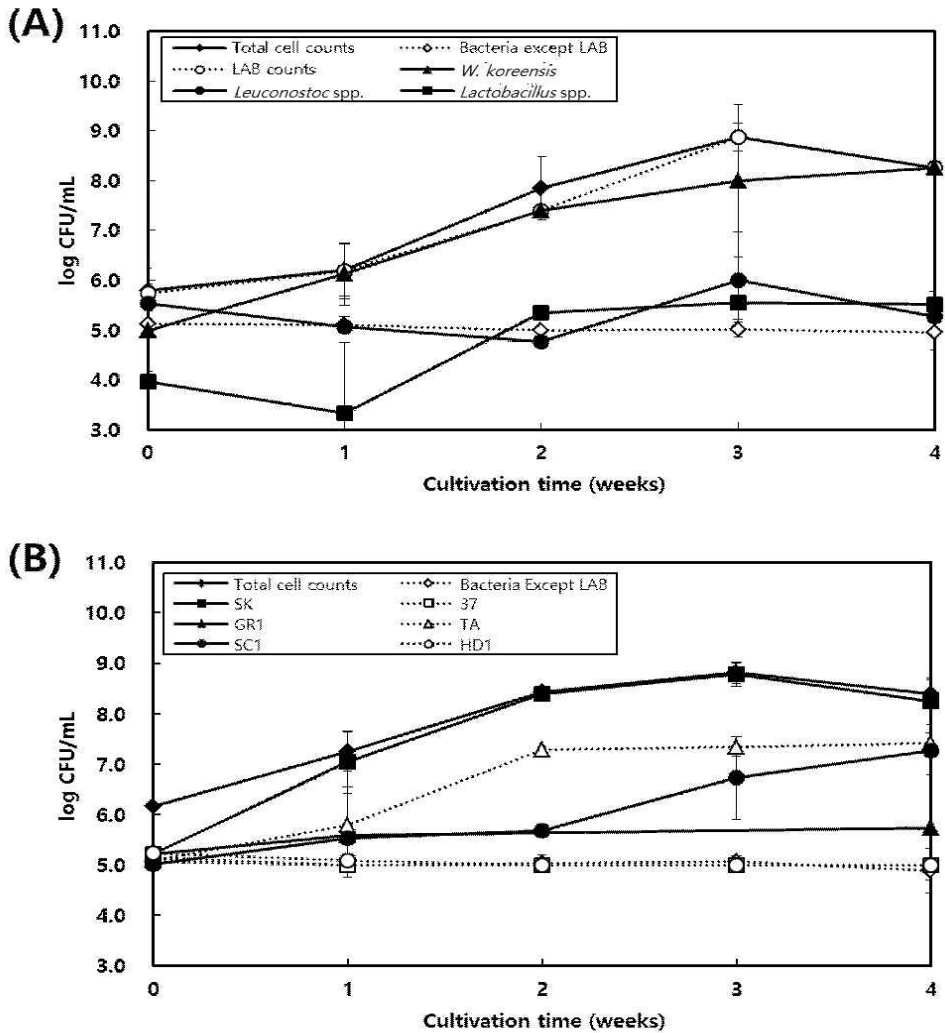 (A)
11.0
10.0
9.0
8.0
7.0
6.0
5.0
4.0
3.0
log CFU/mL
Total cell counts
Bacteria except LAB
LAB counts
W. koreensis
Leuconostoc spp.
Lactobacillus spp.
0 1 2 3 4
Cultivation time (weeks)
(B)
11.0
10.0
9.0
8.0
7.0
6.0
5.0
4.0
3.0
log CFU/mL
Total cell counts
Bacteria Except LAB
SK
37
GR1
TA
SC1
HD1
0 1 2 3 4
Cultivation time (weeks)